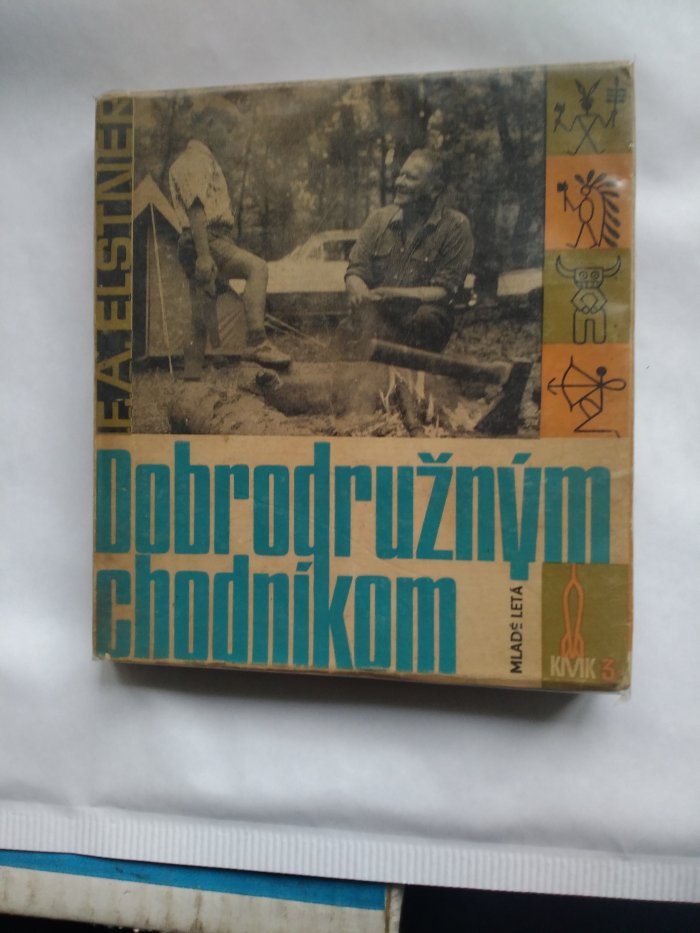 F. A. ELSTNER
Dobrodružným
chodníkom
MLADÉ LETÁ
KMK 3